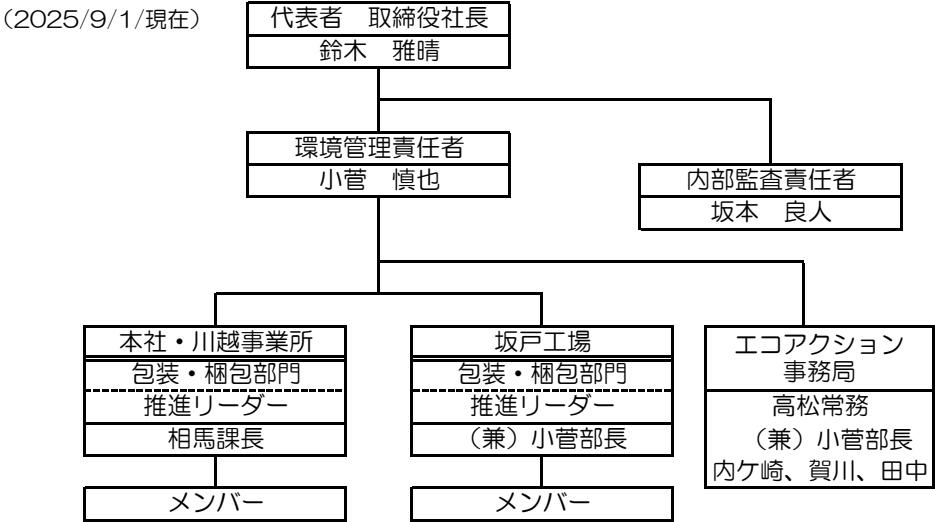 （2025/9/1/現在）
代表者　取締役社長
鈴木　雅晴
環境管理責任者
小菅　慎也
内部監査責任者
坂本　良人
本社・川越事業所
包装・梱包部門
推進リーダー
相馬課長
メンバー
坂戸工場
包装・梱包部門
推進リーダー
（兼）小菅部長
メンバー
エコアクション
事務局
高松常務
（兼）小菅部長
内ケ崎、賀川、田中